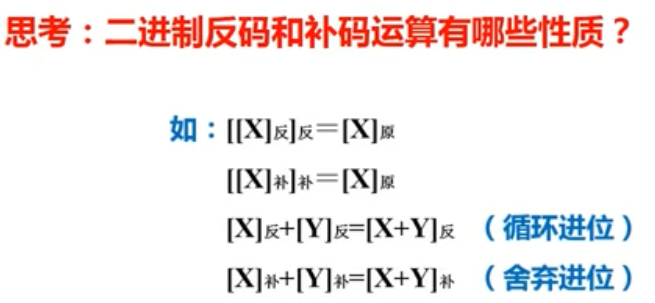 思考：二进制反码和补码运算有哪些性质？
如：[[X]反]反＝[X]原
[[X]补]补＝[X]原
[X]反+[Y]反=[X+Y]反 （循环进位）
[X]补+[Y]补=[X+Y]补 （舍弃进位）